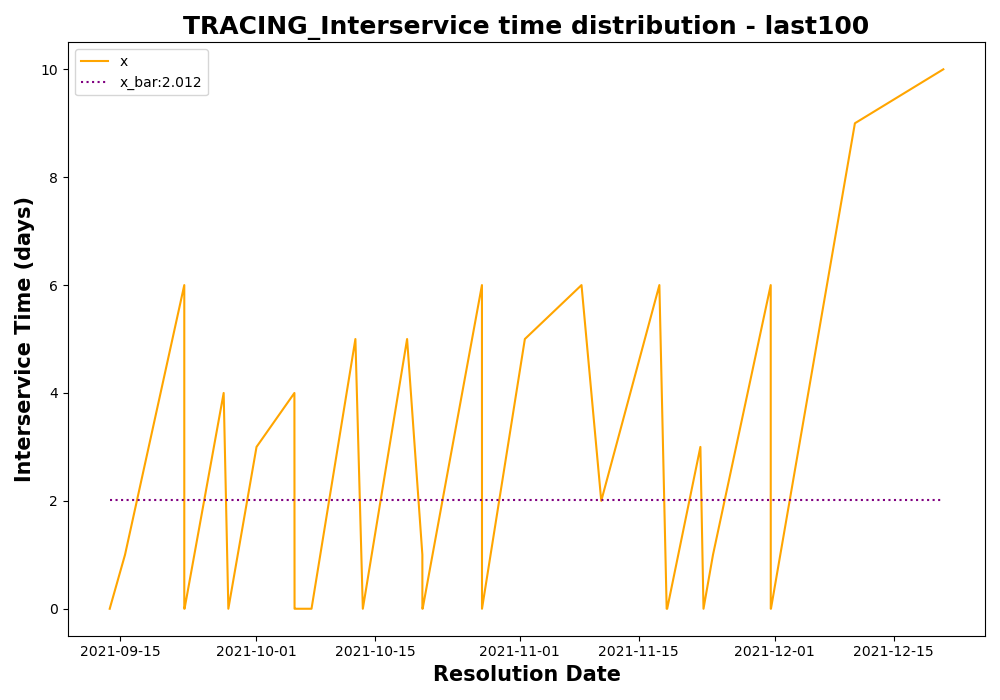 TRACING_Interservice time distribution - last100
x
x_bar:2.012
Interservice Time (days)
10
8
6
4
2
0
2021-09-15 2021-10-01 2021-10-15 2021-11-01 2021-11-15 2021-12-01 2021-12-15
Resolution Date